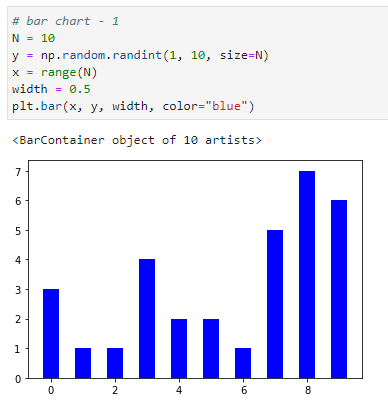 # bar chart - 1
N = 10
y = np.random.randint(1, 10, size=N)
x = range(N)
width = 0.5
plt.bar(x, y, width, color="blue")
<BarContainer object of 10 artists>
7
6
5
4
3
2
1
0
0 2 4 6 8